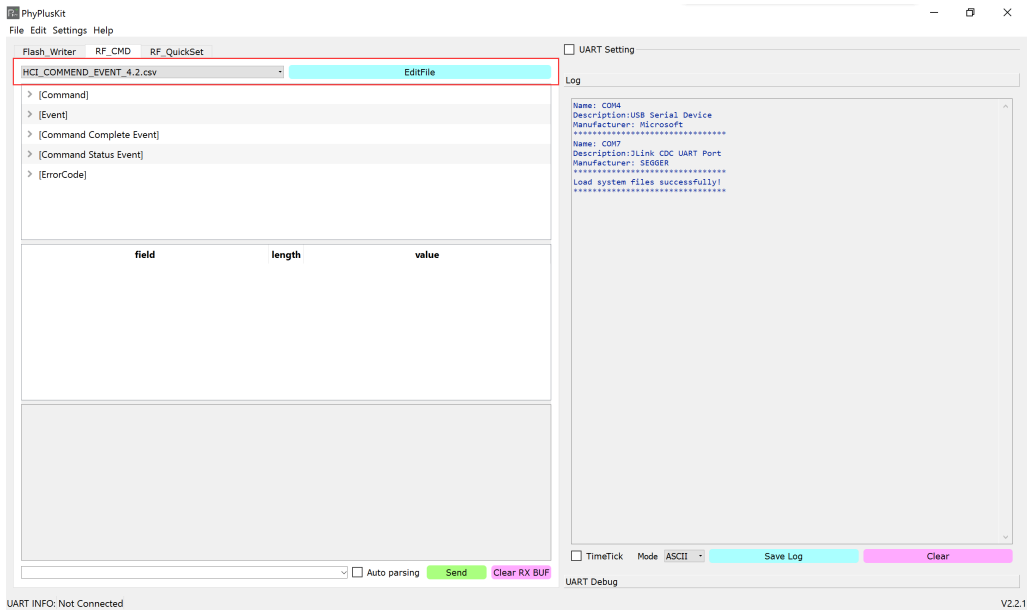 PhyPlusKit
File Edit Settings Help
Flash_Writer RF_CMD RF_QuickSet
HCI_COMMEND_EVENT_4.2.csv EditFile
[Command]
[Event]
[Command Complete Event]
[Command Status Event]
[ErrorCode]
field length value
Auto parsing Send Clear RX BUF
UART Setting
Log
Name: COM4
Description:USB Serial Device
Manufacturer: Microsoft
********************************
Name: COM7
Description:JLink CDC UART Port
Manufacturer: SEGGER
********************************
Load system files successfully!
********************************
TimeTick Mode ASCII Save Log Clear
UART Debug
UART INFO: Not Connected V2.2.1